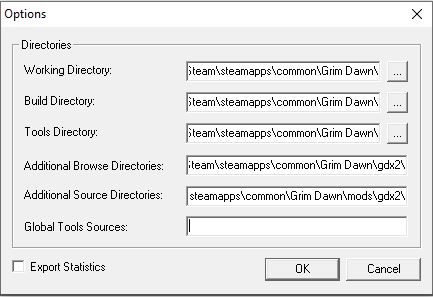 Options
Directories
Working Directory:
Steam\steamapps\common\Grim Dawn\
...
Build Directory:
Steam\steamapps\common\Grim Dawn\
...
Tools Directory:
Steam\steamapps\common\Grim Dawn\
...
Additional Browse Directories:
Steam\steamapps\common\Grim Dawn\gdx2\
Additional Source Directories:
steamapps\common\Grim Dawn\mods\gdx2\
Global Tools Sources:
Export Statistics
OK
Cancel